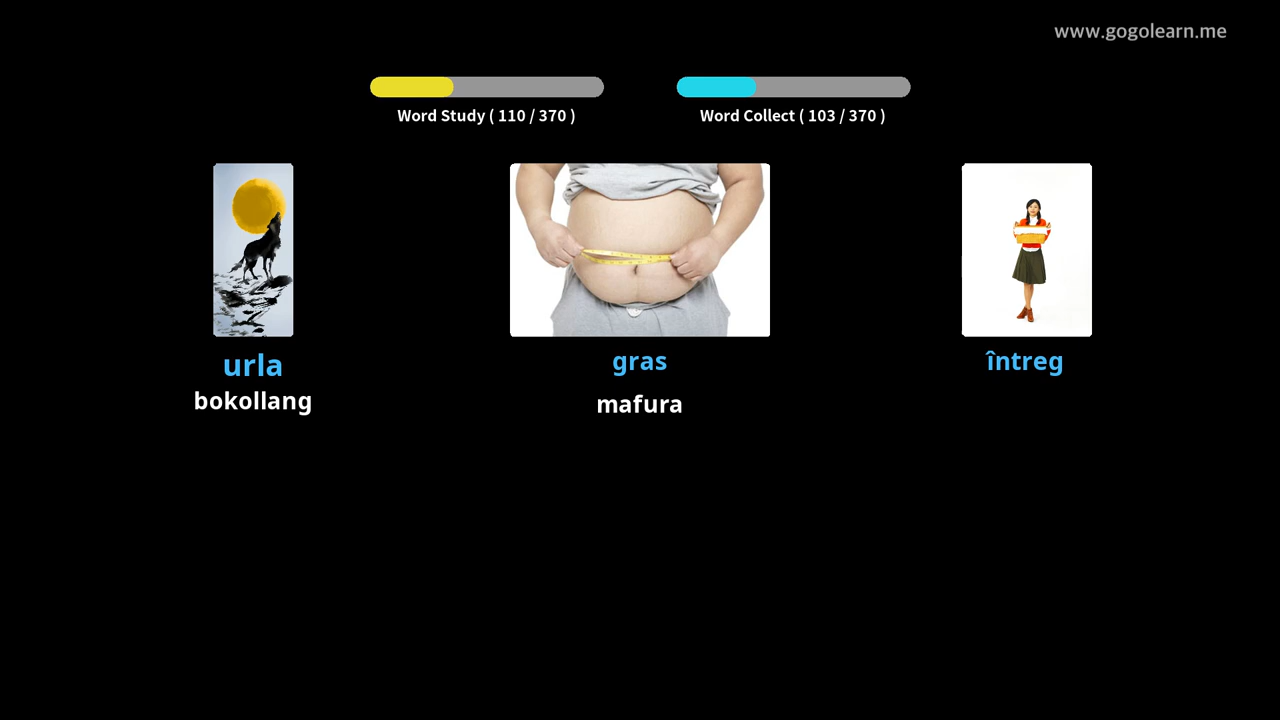 www.gogolearn.me
Word Study ( 110 / 370 )
Word Collect ( 103 / 370 )
urla
bokollang
gras
mafura
întreg